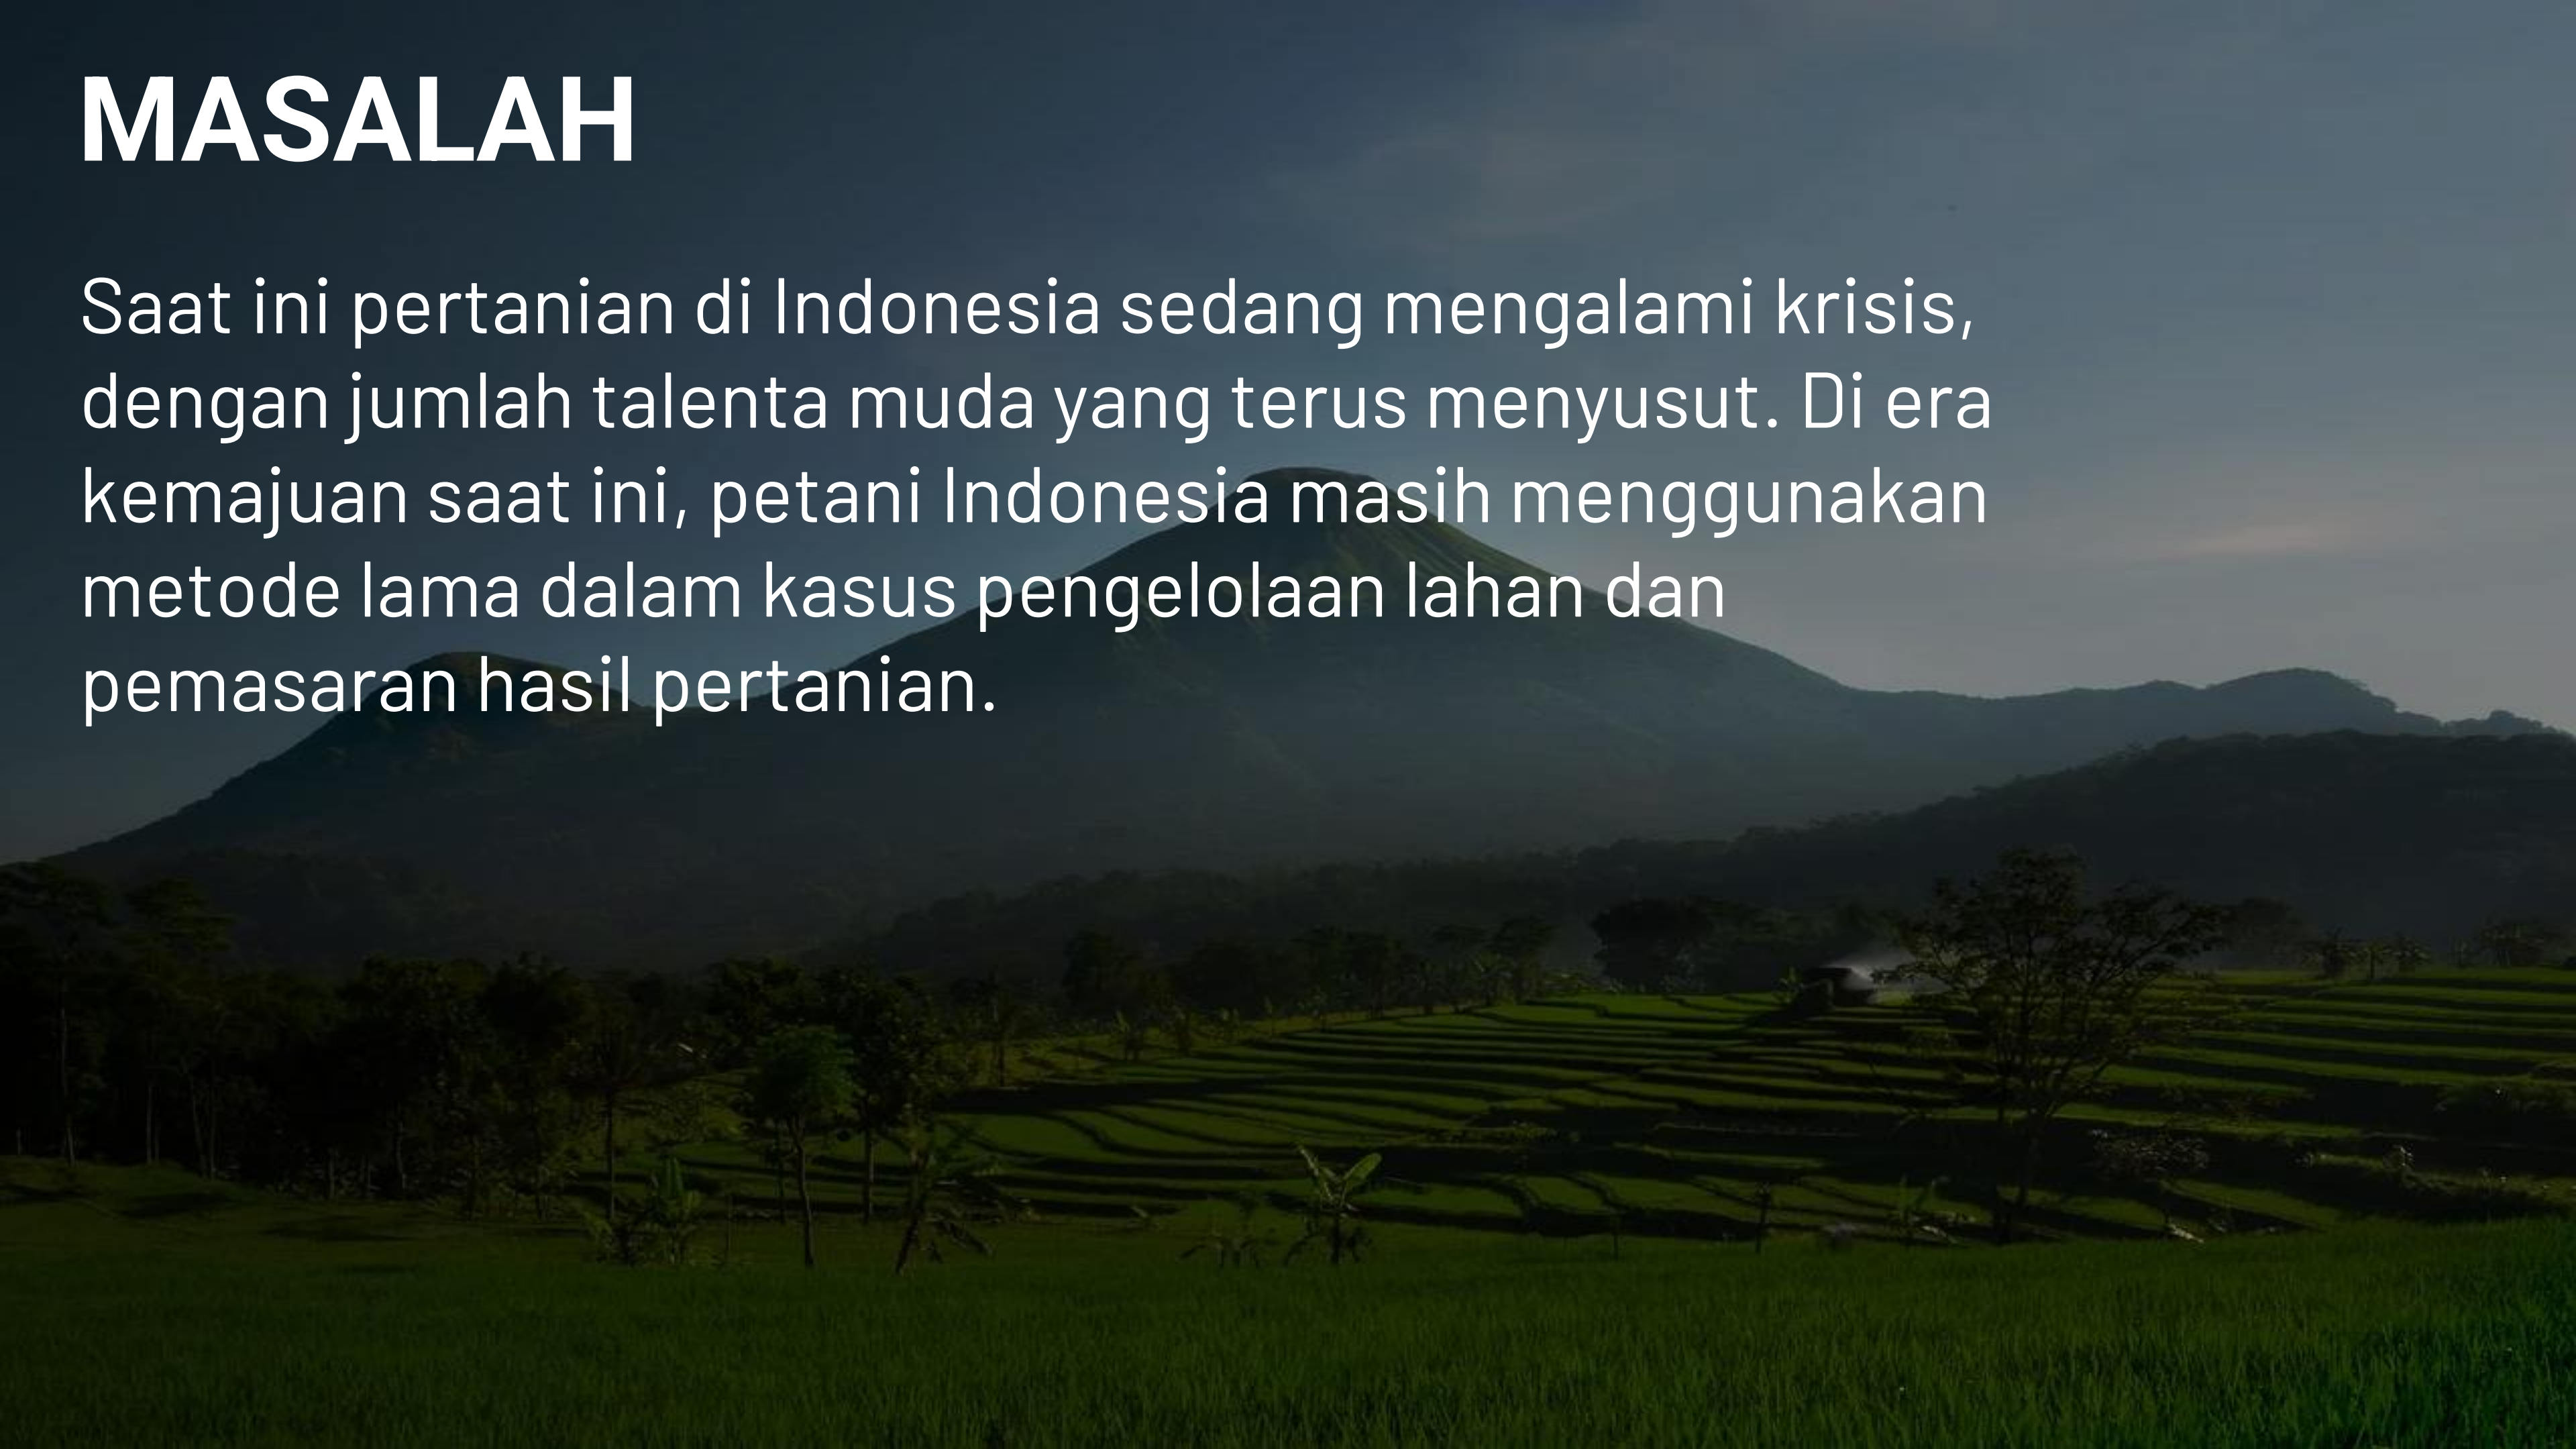 MASALAH
Saat ini pertanian di Indonesia sedang mengalami krisis,
dengan jumlah talenta muda yang terus menyusut. Di era
kemajuan saat ini, petani Indonesia masih menggunakan
metode lama dalam kasus pengelolaan lahan dan
pemasaran hasil pertanian.